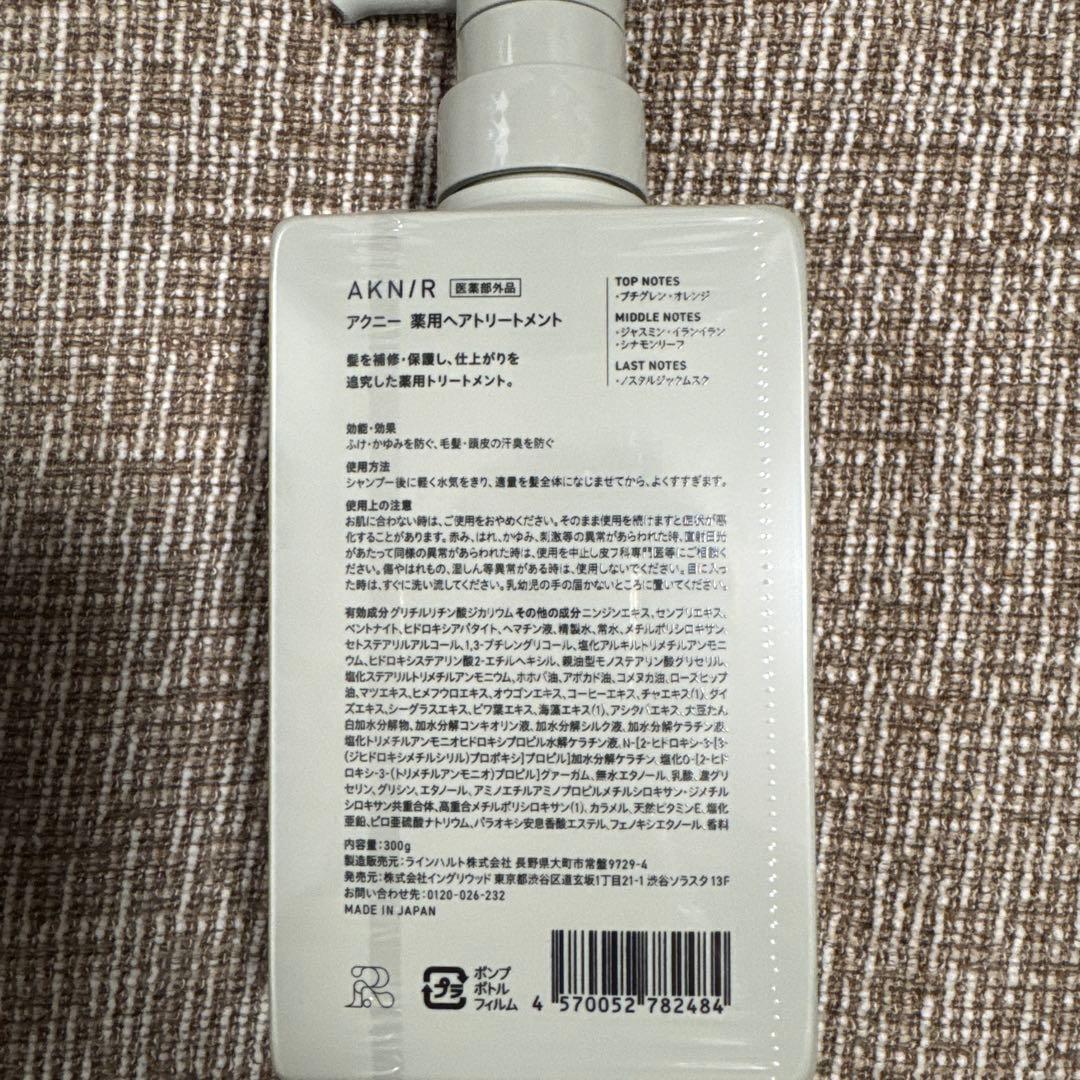 AKN/R 医薬部外品
アクニー 薬用ヘアトリートメント
髪を補修・保護し、仕上がりを
追究した薬用トリートメント。
TOP NOTES
・プチグレン・オレンジ
MIDDLE NOTES
・ジャスミン・イランイラン
・シナモンリーフ
LAST NOTES
・ノスタルジックムスク
効能・効果
ふけ・かゆみを防ぐ、毛髪・頭皮の汗臭を防ぐ
使用方法
シャンプー後に軽く水気をきり、適量を髪全体になじませてから、よくすすぎます。
使用上の注意
お肌に合わない時は、ご使用をおやめください。そのまま使用を続けますと症状が悪
化することがあります。赤み、はれ、かゆみ、刺激等の異常があらわれた時、直射日光
があたって同様の異常があらわれた時は、使用を中止し皮フ科専門医等にご相談く
ださい。傷やはれもの、湿しん等異常がある時は、使用しないでください。目に入っ
た時は、すぐに洗い流してください。乳幼児の手の届かないところに置いてください。
有効成分 グリチルリチン酸ジカリウム その他の成分 ニンジンエキス、センブリエキス、
ベントナイト、ヒドロキシアパタイト、ヘマチン液、精製水、常水、メチルポリシロキサン、
セトステアリルアルコール、1,3-ブチレングリコール、塩化アルキルトリメチルアンモニ
ウム、ヒドロキシステアリン酸2-エチルヘキシル、親油型モノステアリン酸グリセリル、
塩化ステアリルトリメチルアンモニウム、ホホバ油、アボカド油、コメヌカ油、ローズヒップ
油、マツエキス、ヒメフウロエキス、オウゴンエキス、コーヒーエキス、チャエキス(1)、ダイ
ズエキス、シーグラスエキス、ビワ葉エキス、海藻エキス(1)、アシタバエキス、大豆たん
白加水分解物、加水分解コンキオリン液、加水分解シルク液、加水分解ケラチン液、
塩化トリメチルアンモニオヒドロキシプロピル加水分解ケラチン液、N-[2-ヒドロキシ-3-[3-
(ジヒドロキシメチルシリル)プロポキシ]プロピル]加水分解ケラチン、塩化O-[2-ヒド
ロキシ-3-(トリメチルアンモニオ)プロピル]グァーガム、無水エタノール、乳酸、濃グリ
セリン、グリシン、エタノール、アミノエチルアミノプロピルメチルシロキサン・ジメチル
シロキサン共重合体、高重合メチルポリシロキサン(1)、カラメル、天然ビタミンE、塩化
亜鉛、ピロ亜硫酸ナトリウム、パラオキシ安息香酸エステル、フェノキシエタノール、香料
内容量:300g
製造販売元:ラインハルト株式会社 長野県大町市常盤9729-4
発売元:株式会社イングリウッド 東京都渋谷区道玄坂1丁目21-1 渋谷ソラスタ 13F
お問い合わせ先:0120-026-232
MADE IN JAPAN
プラ
ポンプ
ボトル
フィルム
4 570052 782484